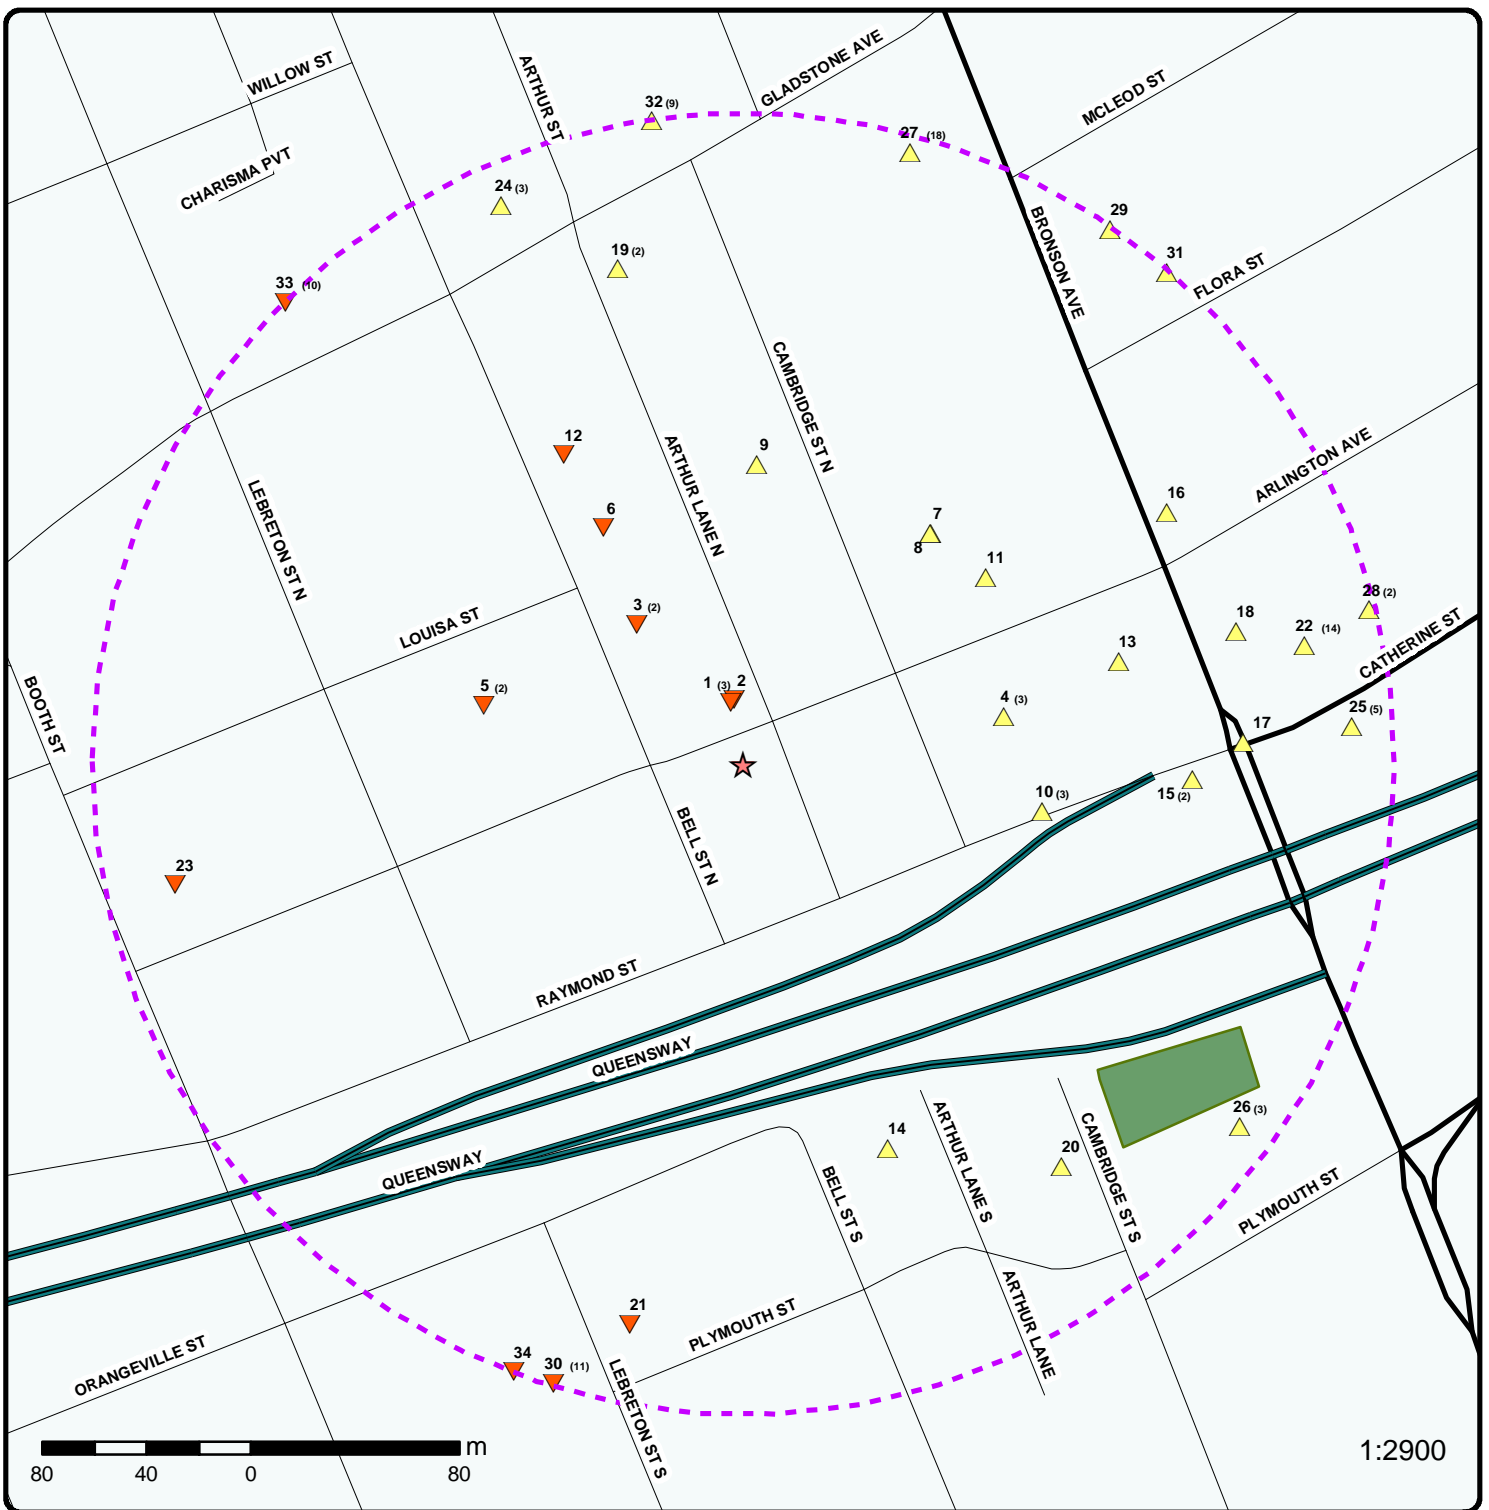 WILLOW ST
ARTHUR ST
GLADSTONE AVE
MCLEOD ST
32 (9)
27 (18)
CHARISMA PVT
24 (3)
BRONSON AVE
29
19 (2)
31
FLORA ST
33 (10)
CAMBRIDGE ST N
12
ARTHUR LANE N
9
ARLINGTON AVE
LEBRETON ST N
6
16
7
8
11
28 (2)
3 (2)
LOUISA ST
18
22 (14)
CATHERINE ST
13
BOOTH ST
5 (2)
1 (3)
2
4 (3)
25 (5)
17
10 (3)
15 (2)
BELL ST N
23
RAYMOND ST
QUEENSWAY
ARTHUR LANE S
CAMBRIDGE ST S
26 (3)
14
20
QUEENSWAY
BELL ST S
PLYMOUTH ST
ARTHUR LANE
21
PLYMOUTH ST
ORANGEVILLE ST
34
30 (11)
LEBRETON ST S
m
1:2900
80 40 0 80